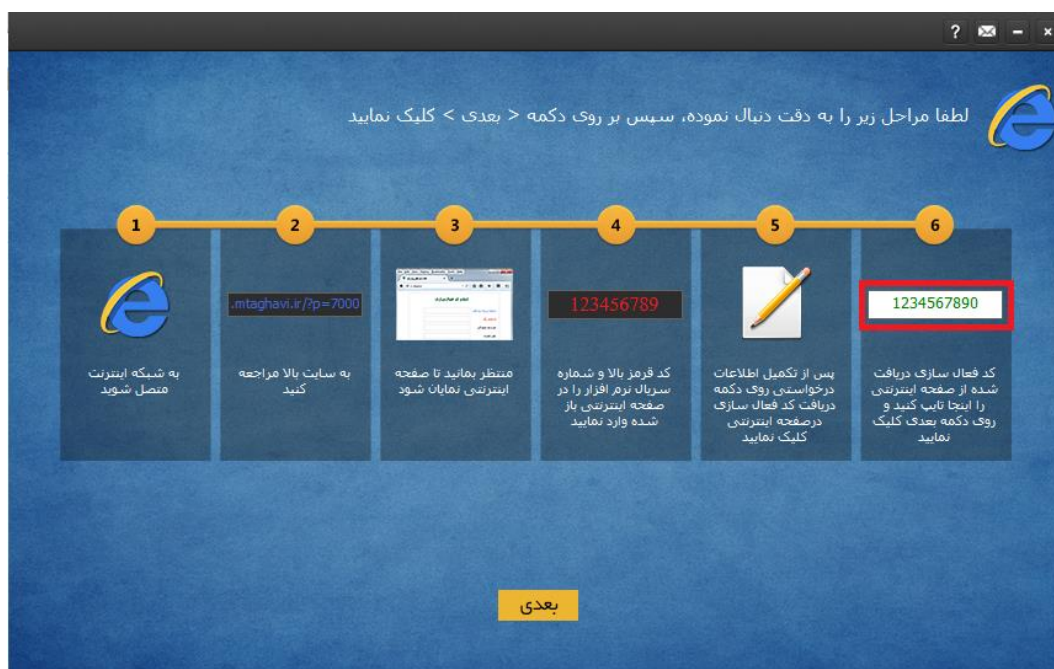 لطفا مراحل زیر را به دقت دنبال نموده، سپس بر روی دکمه < بعدی > کلیک نمایید
1
2
3
4
5
6
به شبکه اینترنت
متصل شوید
.mtaghavi.ir/?p=7000
به سایت بالا مراجعه
کنید
منتظر بمانید تا صفحه
اینترنتی نمایان شود
123456789
کد قرمز بالا و شماره
سریال نرم افزار را در
صفحه اینترنتی باز
شده وارد نمایید
پس از تکمیل اطلاعات
درخواستی روی دکمه
دریافت کد فعال سازی
درصفحه اینترنتی
کلیک نمایید
1234567890
کد فعال سازی دریافت
شده از صفحه اینترنتی
را اینجا تایپ کنید و
روی دکمه بعدی کلیک
نمایید
بعدی